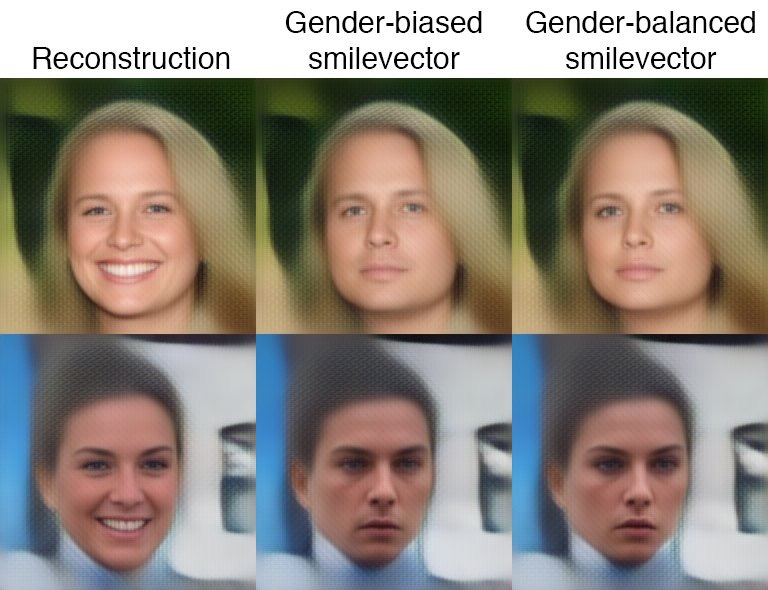 Reconstruction
Gender-biased
smilevector
Gender-balanced
smilevector